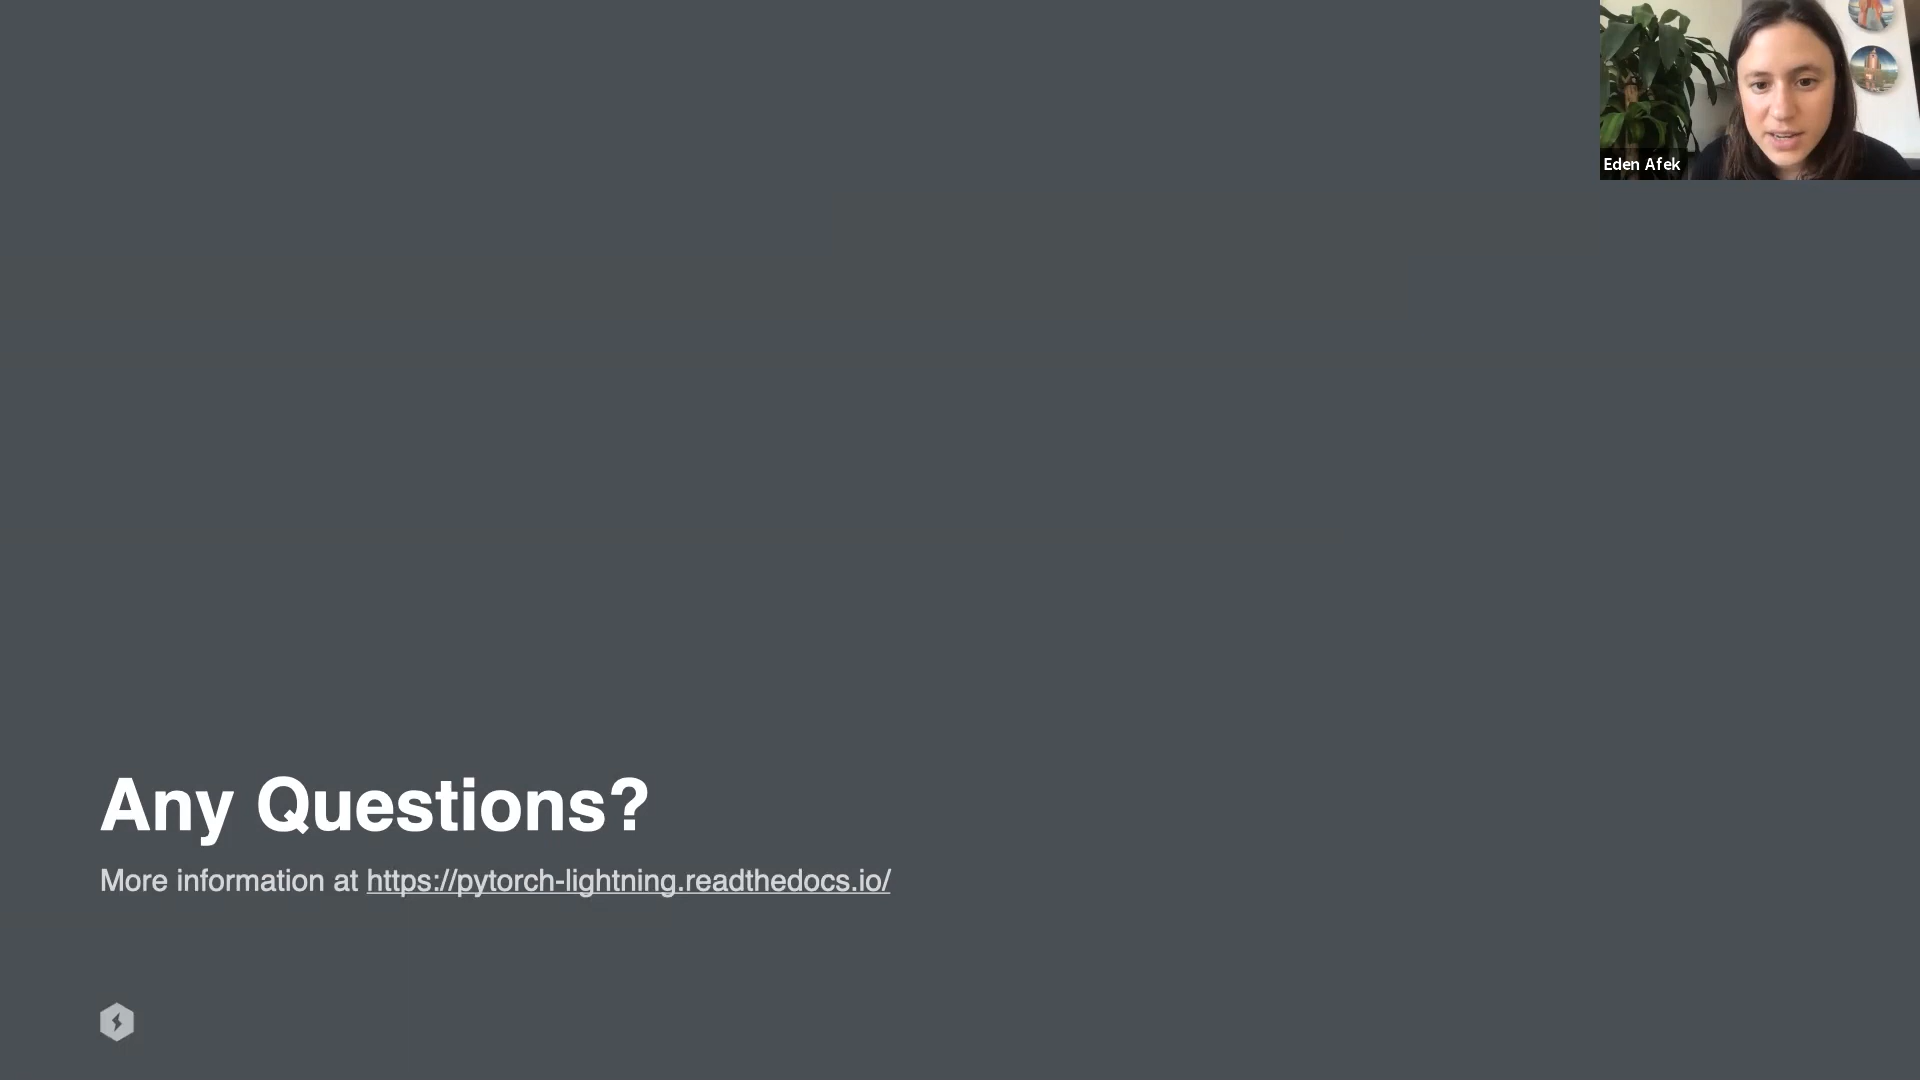 Eden Afek
Any Questions?
More information at https://pytorch-lightning.readthedocs.io/